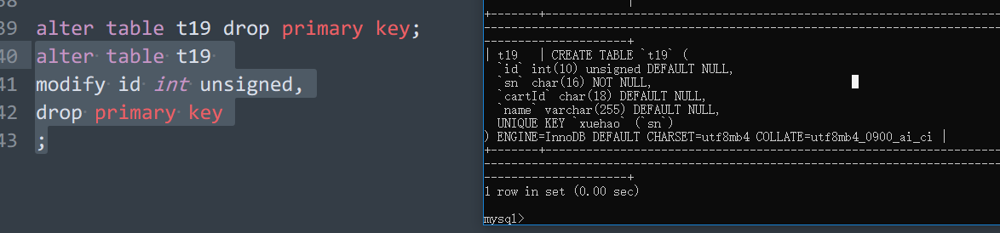 38
39 alter table t19 drop primary key;
40 alter table t19
41 modify id int unsigned,
42 drop primary key
43 ;
| t19 | CREATE TABLE `t19` (
`id` int(10) unsigned DEFAULT NULL,
`sn` char(16) NOT NULL,
`cartId` char(18) DEFAULT NULL,
`name` varchar(255) DEFAULT NULL,
UNIQUE KEY `xuehao` (`sn`)
) ENGINE=InnoDB DEFAULT CHARSET=utf8mb4 COLLATE=utf8mb4_0900_ai_ci |
1 row in set (0.00 sec)
mysql>